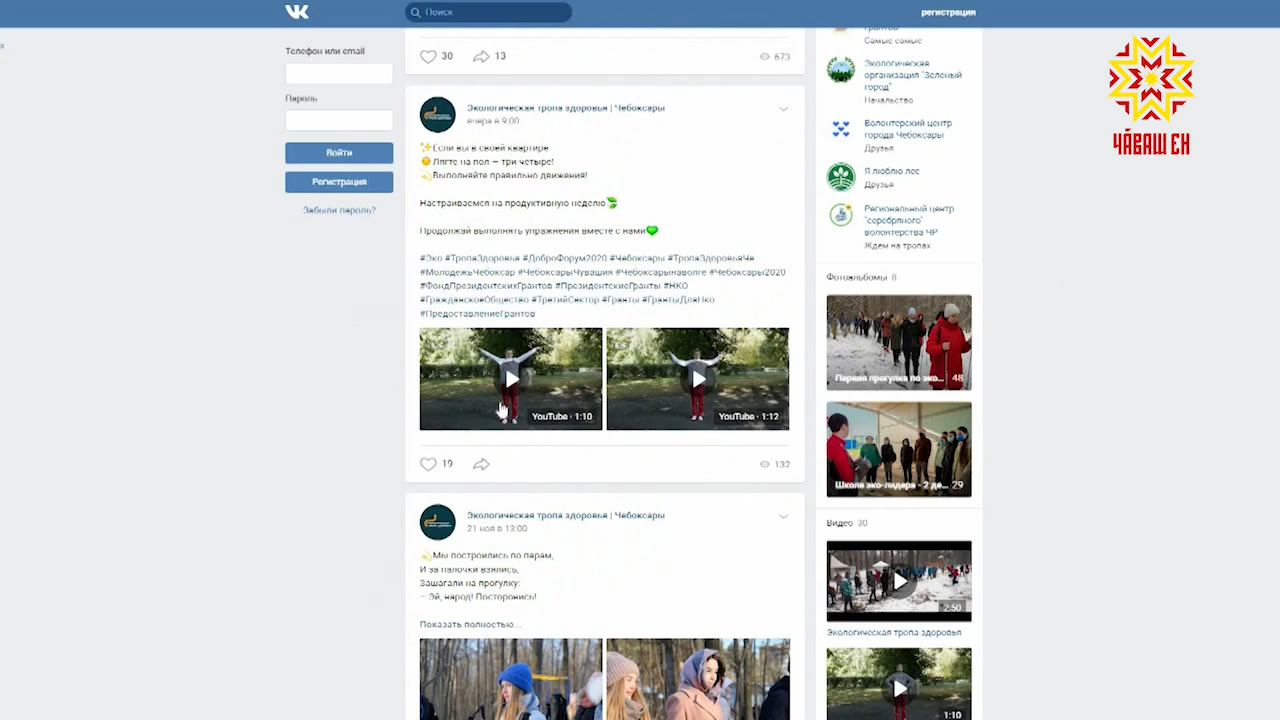 Поиск
регистрация
Телефон или email
Пароль
Войти
Регистрация
Забыли пароль?
30
13
673
Экологическая тропа здоровья | Чебоксары
вчера в 9:00
Если вы в своей квартире
Лягте на пол — три четыре!
Выполняйте правильно движения!
Настраиваемся на продуктивную неделю
Продолжай выполнять упражнения вместе с нами
#Эко #ТропаЗдоровья #ДоброФорум2020 #Чебоксары #ТропаЗдоровьяЧе
#МолодежьЧебоксар #ЧебоксарыЧувашия #Чебоксарынаволге #Чебоксары2020
#ФондПрезидентскихГрантов #ПрезидентскиеГранты #НКО
#ГражданскоеОбщество #ТретийСектор #Гранты #ГрантыДляНко
#ПредоставлениеГрантов
YouTube · 1:10
YouTube · 1:12
19
132
Экологическая тропа здоровья | Чебоксары
21 ноя в 13:00
Мы построились по парам,
И за палочки взялись,
Зашагали на прогулку:
– Эй, народ! Посторонись!
Показать полностью...
грантов
Самые самые
Экологическая
организация "Зеленый
город"
Начальство
Волонтерский центр
города Чебоксары
Друзья
Я люблю лес
Друзья
Региональный центр
"серебряного"
волонтерства ЧР
Ждем на тропах
Фотоальбомы 8
Первая прогулка по эко... 48
Школа эко-лидера - 2 де... 29
Видео 30
2:50
Экологическая тропа здоровья
1:10
ЧӐВАШ ЕН